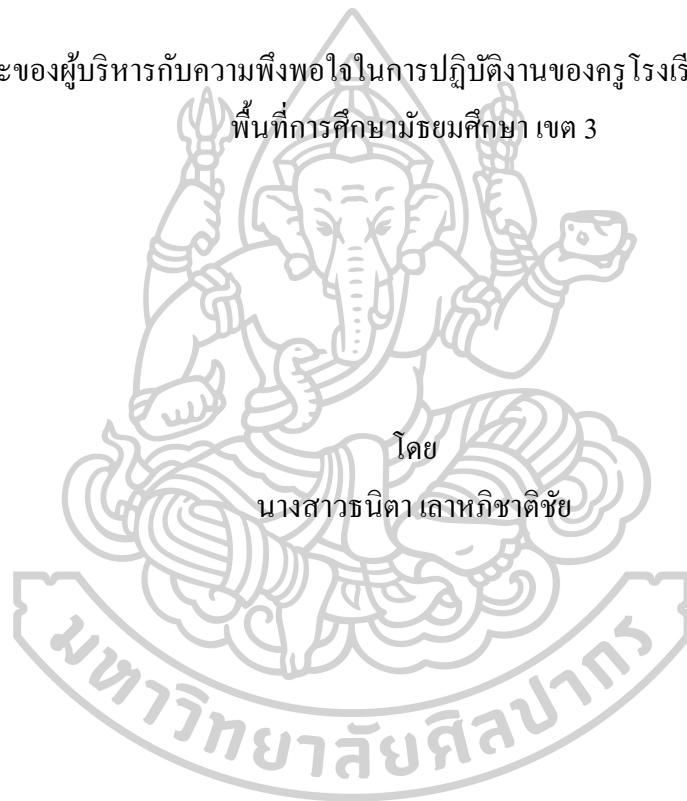 ะของผู้บริหารกับความพึงพอใจในการปฏิบัติงานของครูโรงเรี
พื้นที่การศึกษามัธยมศึกษา เขต 3
โดย
นางสาวธนิตา เลาหภิชาติชัย
มหาวิทยาลัยศิลปากร